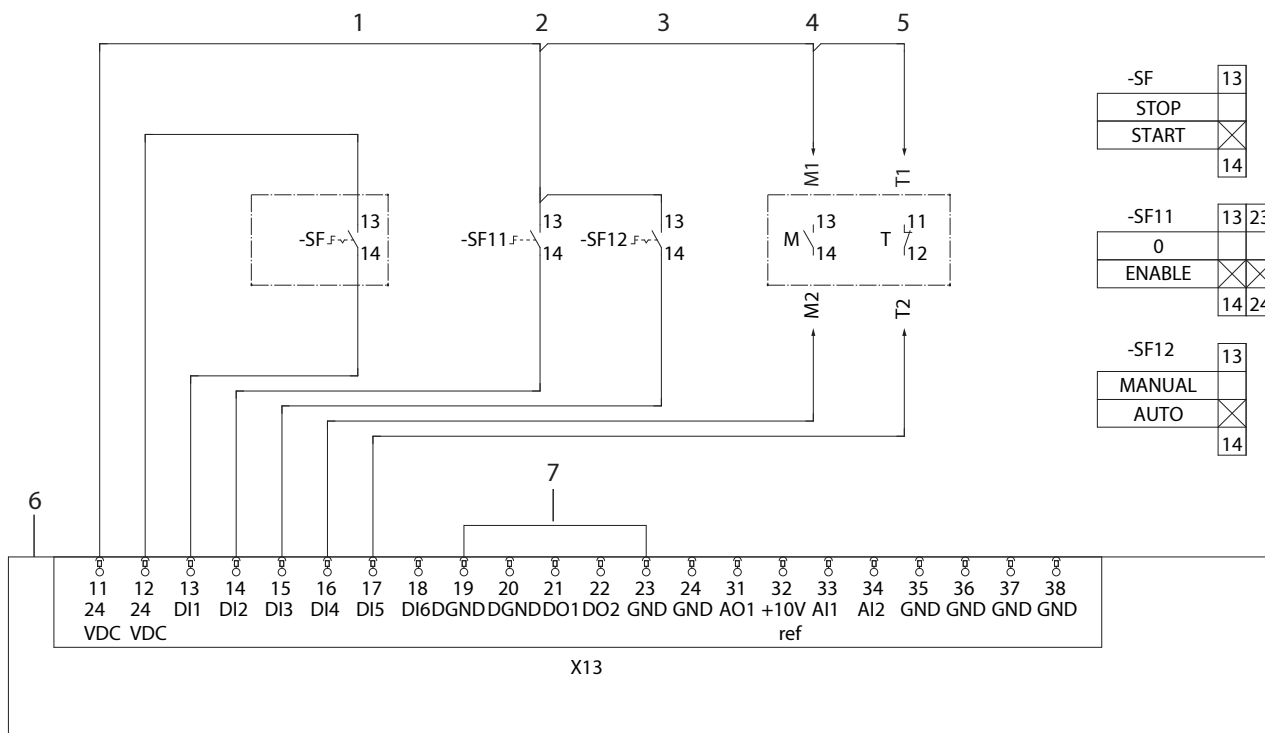 1 2 3 4 5
-SF 13
STOP
START
14
M1 T1
-SF 13 14
-SF11 13 14
-SF12 13 14
M 13 14
T 11 12
M2 T2
-SF11 13 23
0
ENABLE
14 24
-SF12 13
MANUAL
AUTO
14
6 7
11 12 13 14 15 16 17 18 19 20 21 22 23 24 31 32 33 34 35 36 37 38
24 24 DI1 DI2 DI3 DI4 DI5 DI6 DGND DGND DO1 DO2 GND GND AO1 +10V AI1 AI2 GND GND GND GND
VDC VDC ref
X13